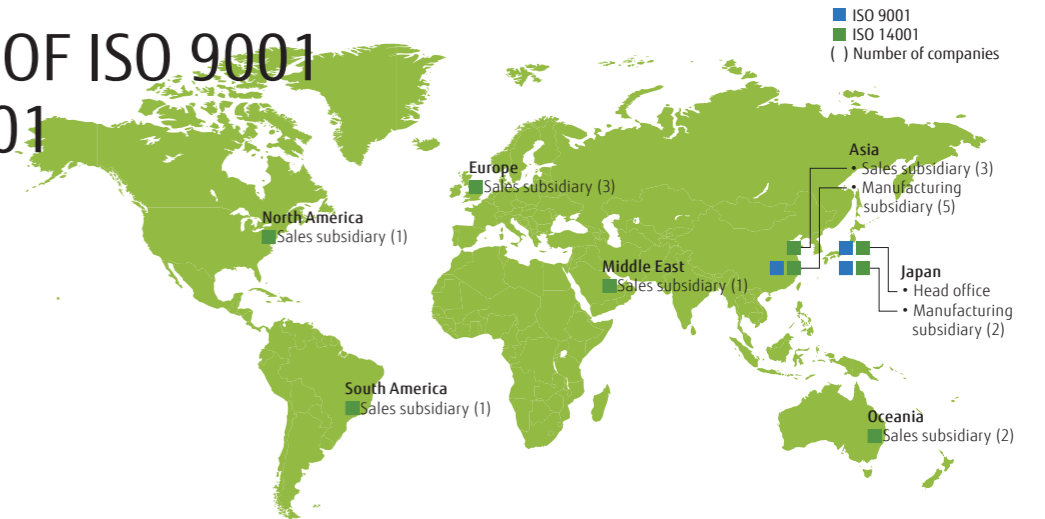 OF ISO 9001
01
ISO 9001
ISO 14001
( ) Number of companies
Asia
• Sales subsidiary (3)
• Manufacturing
subsidiary (5)
Europe
Sales subsidiary (3)
North America
Sales subsidiary (1)
Middle East
Sales subsidiary (1)
Japan
• Head office
• Manufacturing
subsidiary (2)
South America
Sales subsidiary (1)
Oceania
Sales subsidiary (2)